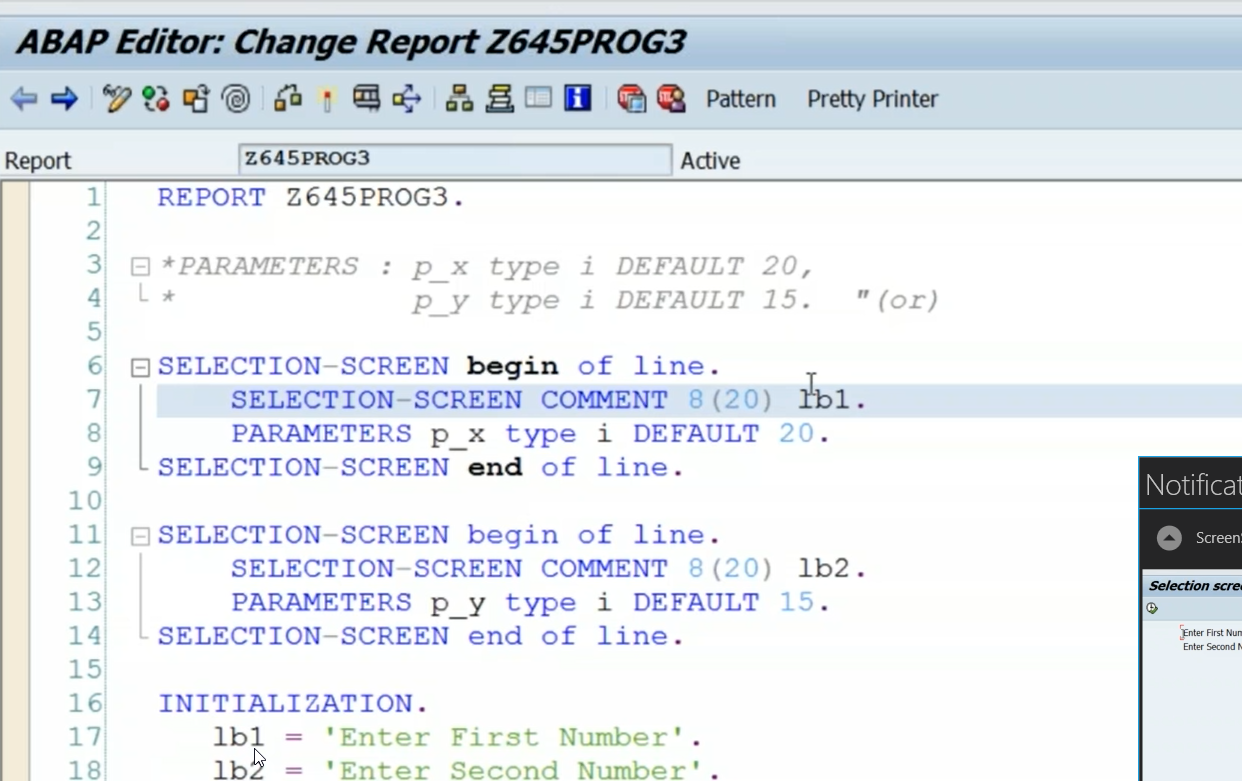 ABAP Editor: Change Report Z645PROG3
Pattern Pretty Printer
Report Z645PROG3 Active
1 REPORT Z645PROG3.
2
3 *PARAMETERS : p_x type i DEFAULT 20,
4 * p_y type i DEFAULT 15. "(or)
5
6 SELECTION-SCREEN begin of line.
7 SELECTION-SCREEN COMMENT 8(20) lb1.
8 PARAMETERS p_x type i DEFAULT 20.
9 SELECTION-SCREEN end of line.
10
11 SELECTION-SCREEN begin of line.
12 SELECTION-SCREEN COMMENT 8(20) lb2.
13 PARAMETERS p_y type i DEFAULT 15.
14 SELECTION-SCREEN end of line.
15
16 INITIALIZATION.
17 lb1 = 'Enter First Number'.
18 lb2 = 'Enter Second Number'.
Notificat
Screen
Selection scre
Enter First Num
Enter Second N